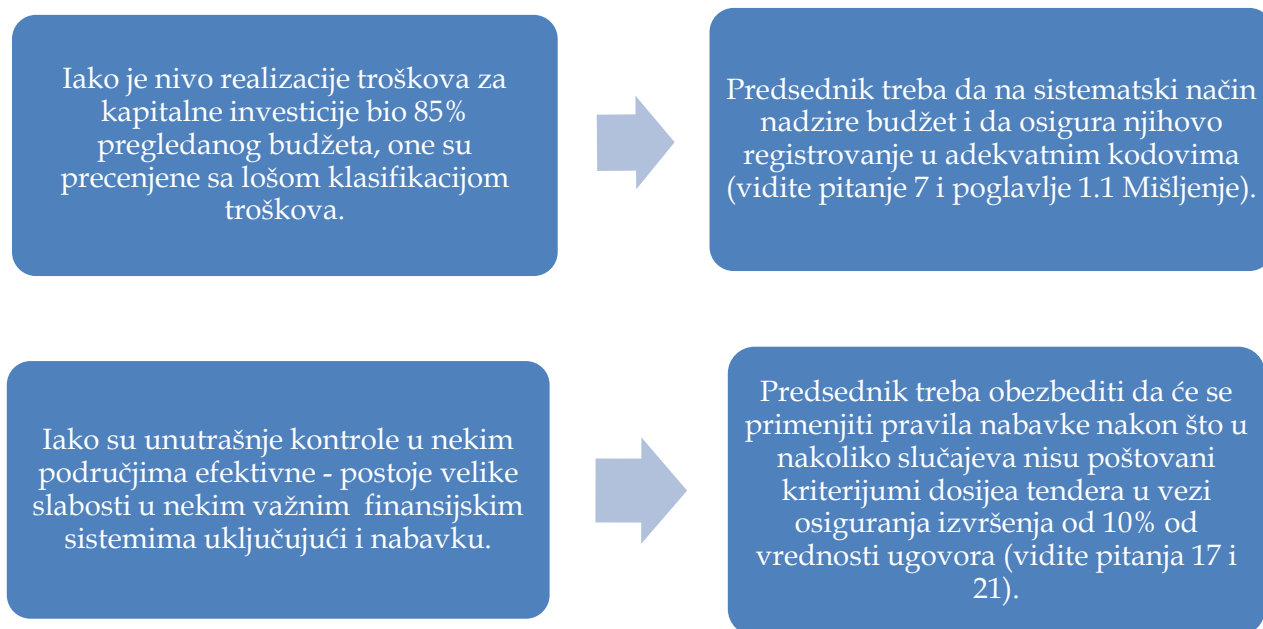 Iako je nivo realizacije troškova za
kapitalne investicije bio 85%
pregledanog budžeta, one su
precenjene sa lošom klasifikacijom
troškova.
Predsednik treba da na sistematski način
nadzire budžet i da osigura njihovo
registrovanje u adekvatnim kodovima
(vidite pitanje 7 i poglavlje 1.1 Mišljenje).
Iako su unutrašnje kontrole u nekim
područjima efektivne - postoje velike
slabosti u nekim važnim finansijskim
sistemima uključujući i nabavku.
Predsednik treba obezbediti da će se
primenjiti pravila nabavke nakon što u
nakoliko slučajeva nisu poštovani
kriterijumi dosijea tendera u vezi
osiguranja izvršenja od 10% od
vrednosti ugovora (vidite pitanja 17 i
21).